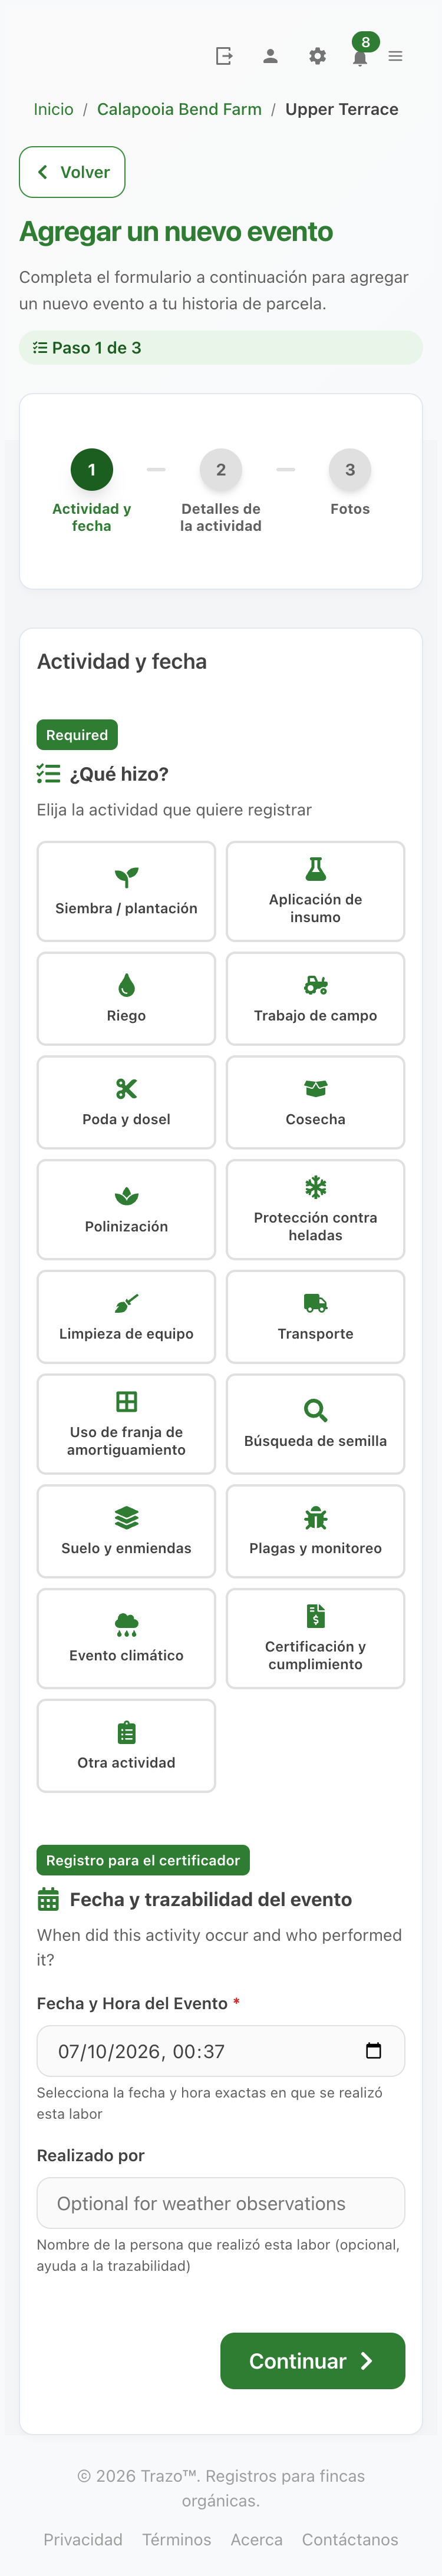 8
Inicio / Calapooia Bend Farm / Upper Terrace
Volver
Agregar un nuevo evento
Completa el formulario a continuación para agregar
un nuevo evento a tu historia de parcela.
Paso 1 de 3
1
Actividad y
fecha
2
Detalles de
la actividad
3
Fotos
Actividad y fecha
Required
¿Qué hizo?
Elija la actividad que quiere registrar
Siembra / plantación
Aplicación de
insumo
Riego
Trabajo de campo
Poda y dosel
Cosecha
Polinización
Protección contra
heladas
Limpieza de equipo
Transporte
Uso de franja de
amortiguamiento
Búsqueda de semilla
Suelo y enmiendas
Plagas y monitoreo
Evento climático
Certificación y
cumplimiento
Otra actividad
Registro para el certificador
Fecha y trazabilidad del evento
When did this activity occur and who performed
it?
Fecha y Hora del Evento *
07/10/2026, 00:37
Selecciona la fecha y hora exactas en que se realizó
esta labor
Realizado por
Optional for weather observations
Nombre de la persona que realizó esta labor (opcional,
ayuda a la trazabilidad)
Continuar
© 2026 Trazo™. Registros para fincas
orgánicas.
Privacidad Términos Acerca Contáctanos